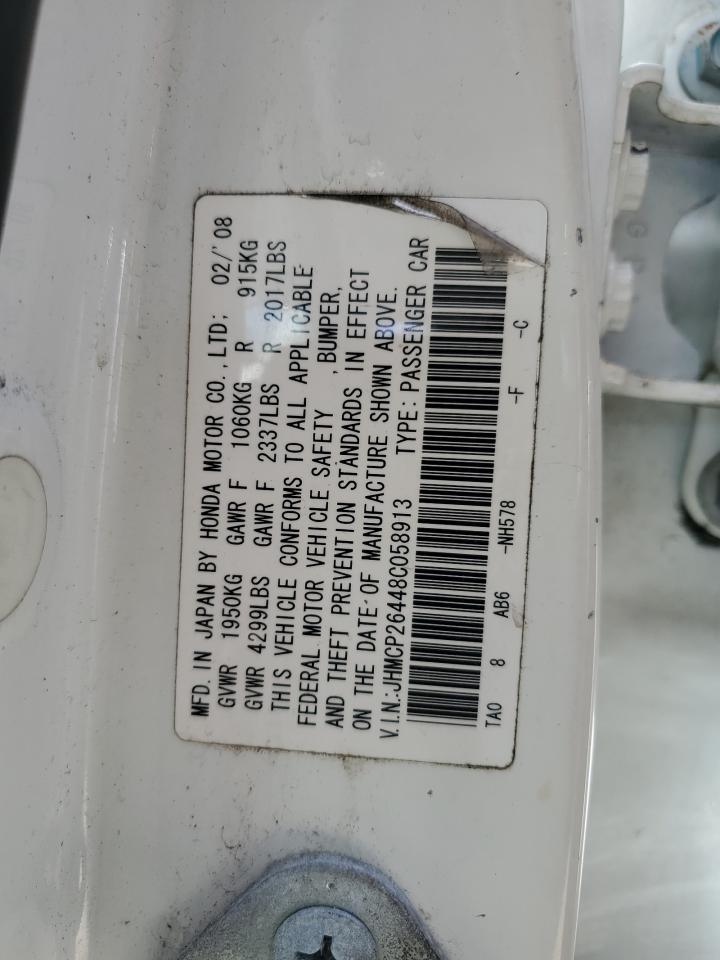 MFD. IN JAPAN BY HONDA MOTOR CO., LTD; 02/'08
GVWR 1950KG GAWR F 1060KG R 915KG
GVWR 4299LBS GAWR F 2337LBS R 2017LBS
THIS VEHICLE CONFORMS TO ALL APPLICABLE
FEDERAL MOTOR VEHICLE SAFETY , BUMPER,
AND THEFT PREVENTION STANDARDS IN EFFECT
ON THE DATE OF MANUFACTURE SHOWN ABOVE.
V.I.N.:JHMCP26448C058913 TYPE: PASSENGER CAR
TA0 8 AB6 -NH578 -F -C